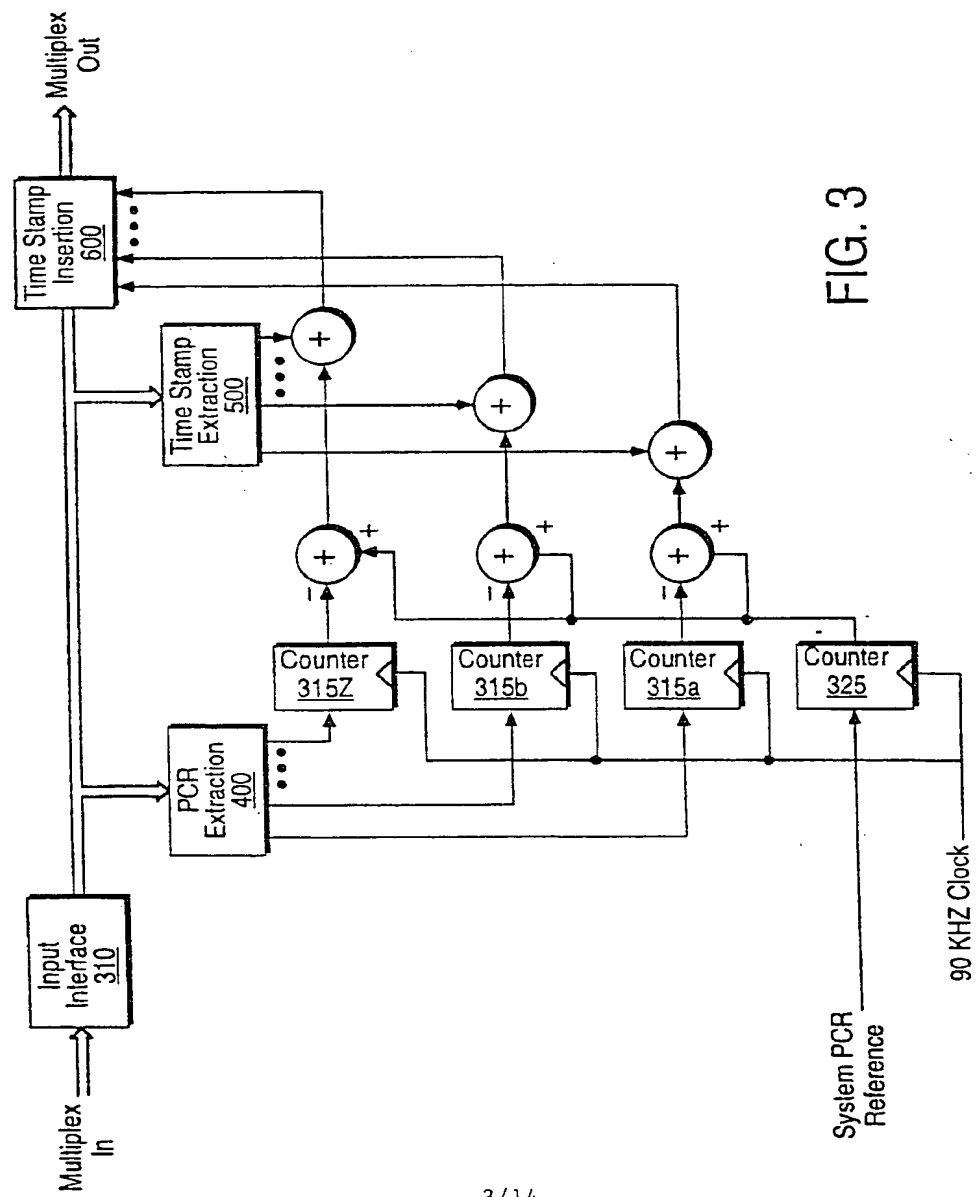 Multiplex
In
Input
Interface
310
PCR
Extraction
400
Time Stamp
Extraction
500
Time Stamp
Insertion
600
Multiplex
Out
Counter
315Z
Counter
315b
Counter
315a
Counter
325
− + +
+
− + +
+
− + +
+
System PCR
Reference
90 KHZ Clock
FIG. 3
3/14